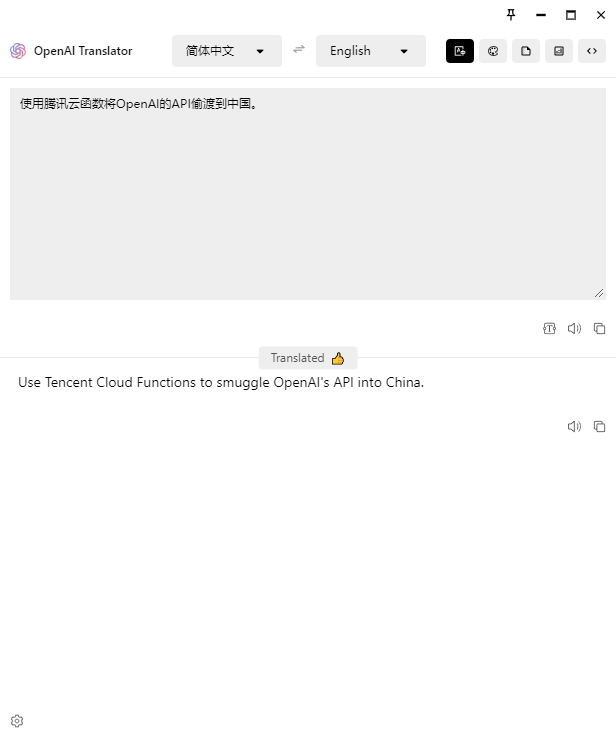 OpenAI Translator
简体中文
English
使用腾讯云函数将OpenAI的API偷渡到中国。
Translated 👍
Use Tencent Cloud Functions to smuggle OpenAI's API into China.